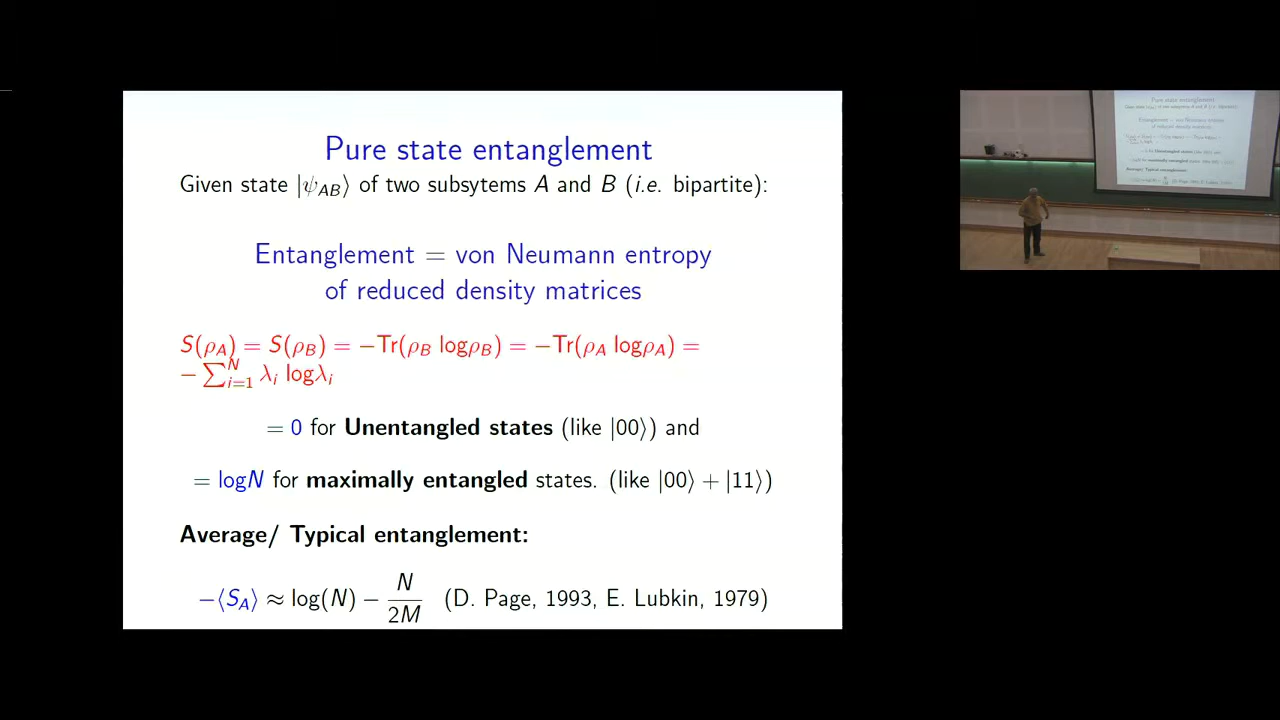 Pure state entanglement
Given state |ψ_AB⟩ of two subsytems A and B (i.e. bipartite):
Entanglement = von Neumann entropy
of reduced density matrices
S(ρ_A) = S(ρ_B) = −Tr(ρ_B logρ_B) = −Tr(ρ_A logρ_A) =
− ∑_{i=1}^N λ_i logλ_i
= 0 for Unentangled states (like |00⟩) and
= logN for maximally entangled states. (like |00⟩ + |11⟩)
Average/ Typical entanglement:
−⟨S_A⟩ ≈ log(N) − N/2M (D. Page, 1993, E. Lubkin, 1979)